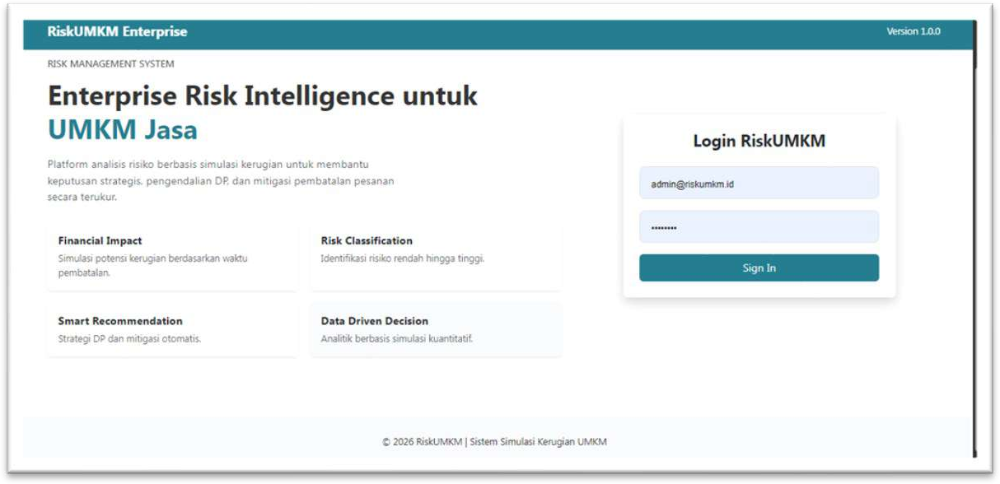 RiskUMKM Enterprise
Version 1.0.0
RISK MANAGEMENT SYSTEM
Enterprise Risk Intelligence untuk
UMKM Jasa
Platform analisis risiko berbasis simulasi kerugian untuk membantu
keputusan strategis, pengendalian DP, dan mitigasi pembatalan pesanan
secara terukur.
Financial Impact
Simulasi potensi kerugian berdasarkan waktu
pembatalan.
Risk Classification
Identifikasi risiko rendah hingga tinggi.
Smart Recommendation
Strategi DP dan mitigasi otomatis.
Data Driven Decision
Analitik berbasis simulasi kuantitatif.
Login RiskUMKM
admin@riskumkm.id
••••••••
Sign In
© 2026 RiskUMKM | Sistem Simulasi Kerugian UMKM